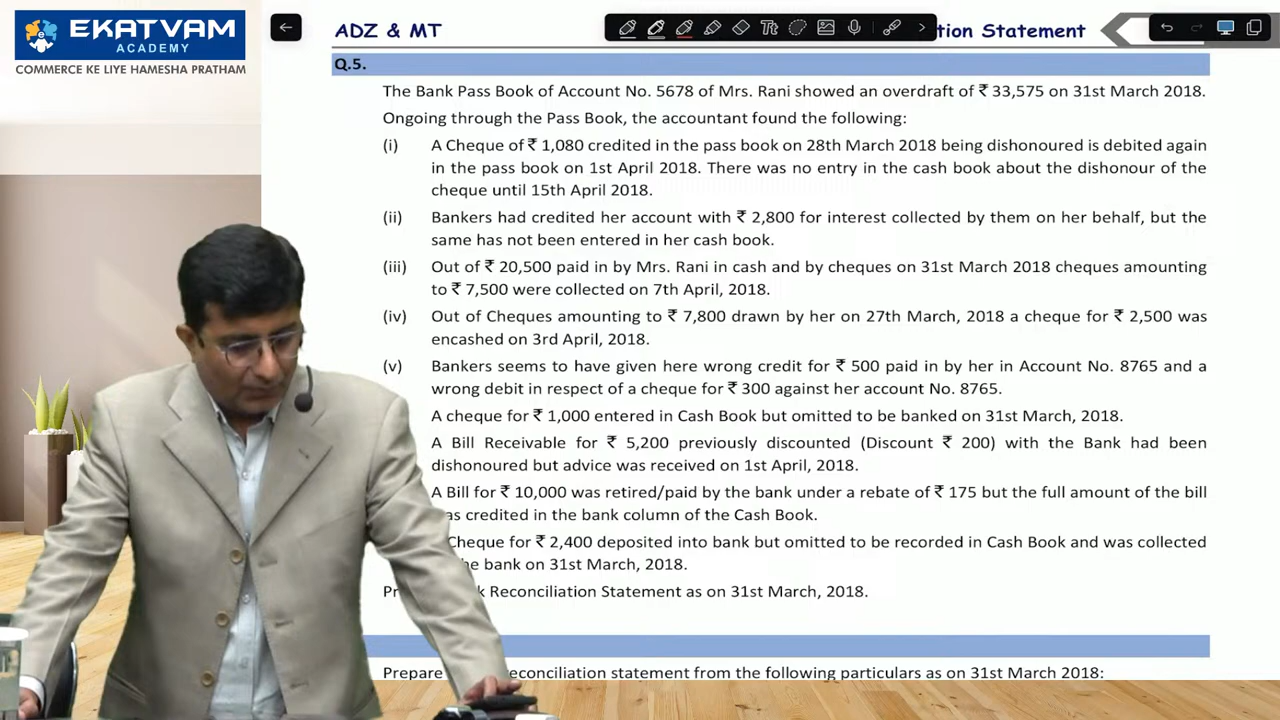 EKATVAM
ACADEMY
COMMERCE KE LIYE HAMESHA PRATHAM
ADZ & MT
tion Statement
Q.5.
The Bank Pass Book of Account No. 5678 of Mrs. Rani showed an overdraft of ₹ 33,575 on 31st March 2018.
Ongoing through the Pass Book, the accountant found the following:
(i) A Cheque of ₹ 1,080 credited in the pass book on 28th March 2018 being dishonoured is debited again
in the pass book on 1st April 2018. There was no entry in the cash book about the dishonour of the
cheque until 15th April 2018.
(ii) Bankers had credited her account with ₹ 2,800 for interest collected by them on her behalf, but the
same has not been entered in her cash book.
(iii) Out of ₹ 20,500 paid in by Mrs. Rani in cash and by cheques on 31st March 2018 cheques amounting
to ₹ 7,500 were collected on 7th April, 2018.
(iv) Out of Cheques amounting to ₹ 7,800 drawn by her on 27th March, 2018 a cheque for ₹ 2,500 was
encashed on 3rd April, 2018.
(v) Bankers seems to have given here wrong credit for ₹ 500 paid in by her in Account No. 8765 and a
wrong debit in respect of a cheque for ₹ 300 against her account No. 8765.
A cheque for ₹ 1,000 entered in Cash Book but omitted to be banked on 31st March, 2018.
A Bill Receivable for ₹ 5,200 previously discounted (Discount ₹ 200) with the Bank had been
dishonoured but advice was received on 1st April, 2018.
A Bill for ₹ 10,000 was retired/paid by the bank under a rebate of ₹ 175 but the full amount of the bill
as credited in the bank column of the Cash Book.
Cheque for ₹ 2,400 deposited into bank but omitted to be recorded in Cash Book and was collected
he bank on 31st March, 2018.
Pr k Reconciliation Statement as on 31st March, 2018.
Prepare econciliation statement from the following particulars as on 31st March 2018: